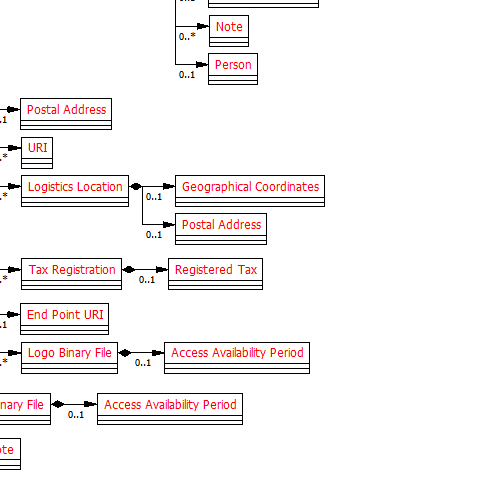 0..*
Note
0..1
Person
Postal Address
.1
URI
.*
Logistics Location
Geographical Coordinates
.*
0..1
Postal Address
0..1
Tax Registration
Registered Tax
.*
0..1
End Point URI
.1
Logo Binary File
Access Availability Period
.*
0..1
nary File
Access Availability Period
0..1
ote